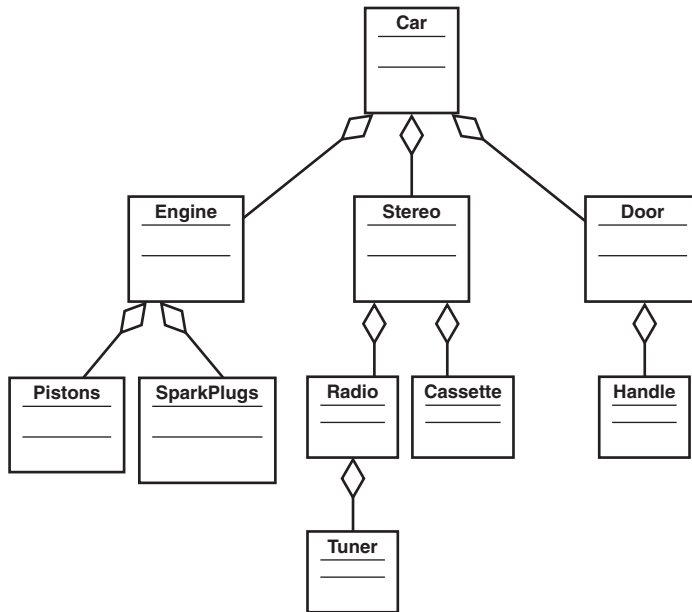 Car
Engine
Stereo
Door
Pistons
SparkPlugs
Radio
Cassette
Handle
Tuner